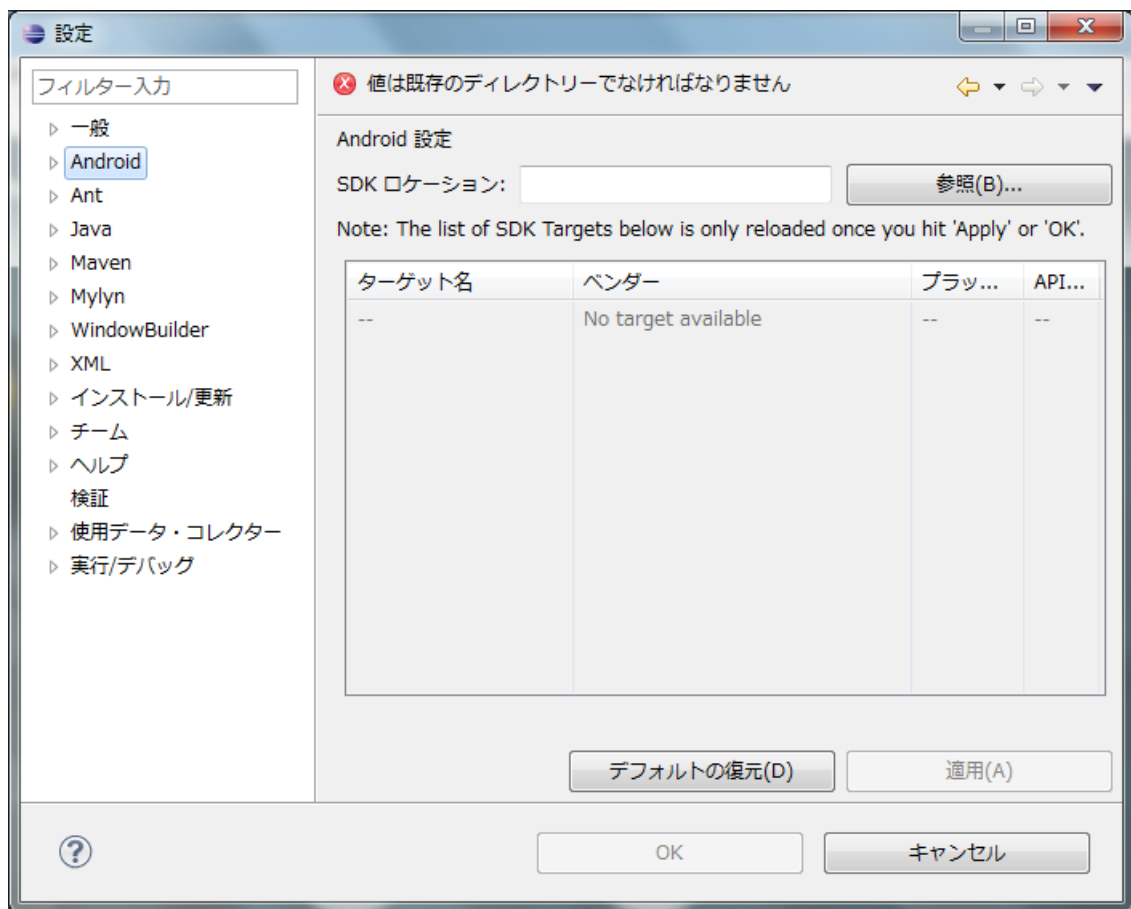 設定
フィルター入力
値は既存のディレクトリーでなければなりません
一般
Android
Ant
Java
Maven
Mylyn
WindowBuilder
XML
インストール/更新
チーム
ヘルプ
検証
使用データ・コレクター
実行/デバッグ
Android 設定
SDK ロケーション:
参照(B)...
Note: The list of SDK Targets below is only reloaded once you hit 'Apply' or 'OK'.
ターゲット名 ベンダー プラッ... API...
-- No target available -- --
デフォルトの復元(D) 適用(A)
OK キャンセル